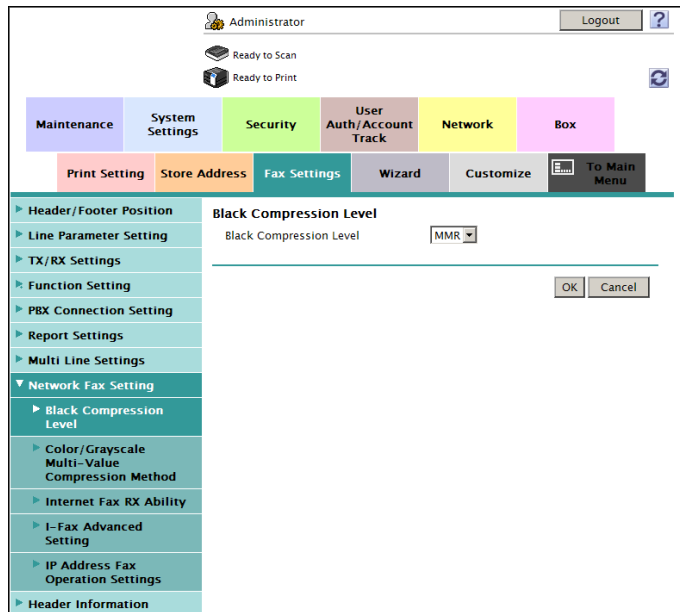 Administrator
Logout
?
Ready to Scan
Ready to Print
Maintenance
System
Settings
Security
User
Auth/Account
Track
Network
Box
Print Setting
Store Address
Fax Settings
Wizard
Customize
To Main
Menu
Header/Footer Position
Line Parameter Setting
TX/RX Settings
Function Setting
PBX Connection Setting
Report Settings
Multi Line Settings
Network Fax Setting
Black Compression
Level
Color/Grayscale
Multi-Value
Compression Method
Internet Fax RX Ability
I-Fax Advanced
Setting
IP Address Fax
Operation Settings
Header Information
Black Compression Level
Black Compression Level
MMR
OK
Cancel